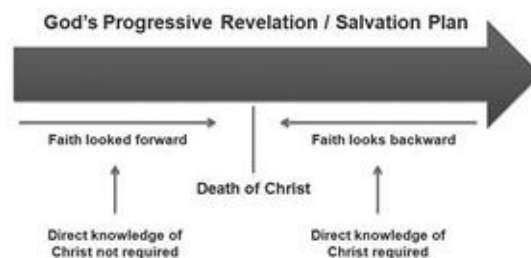 God's Progressive Revelation / Salvation Plan
Faith looked forward
Faith looks backward
Death of Christ
Direct knowledge of
Christ not required
Direct knowledge of
Christ required